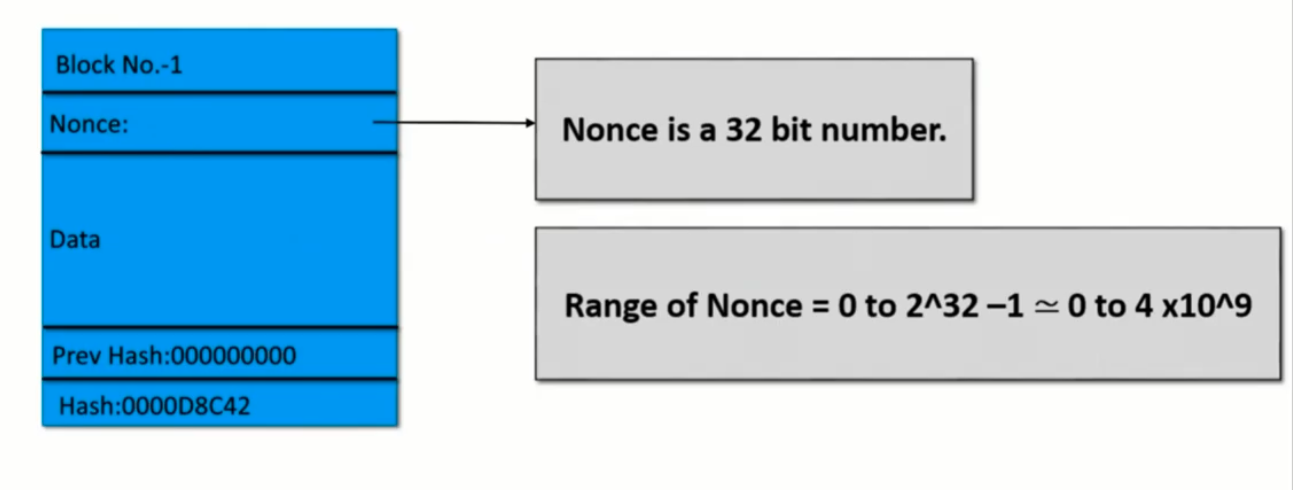 Block No.-1
Nonce:
Nonce is a 32 bit number.
Data
Range of Nonce = 0 to 2^32 –1 ≃ 0 to 4 x10^9
Prev Hash:000000000
Hash:0000D8C42